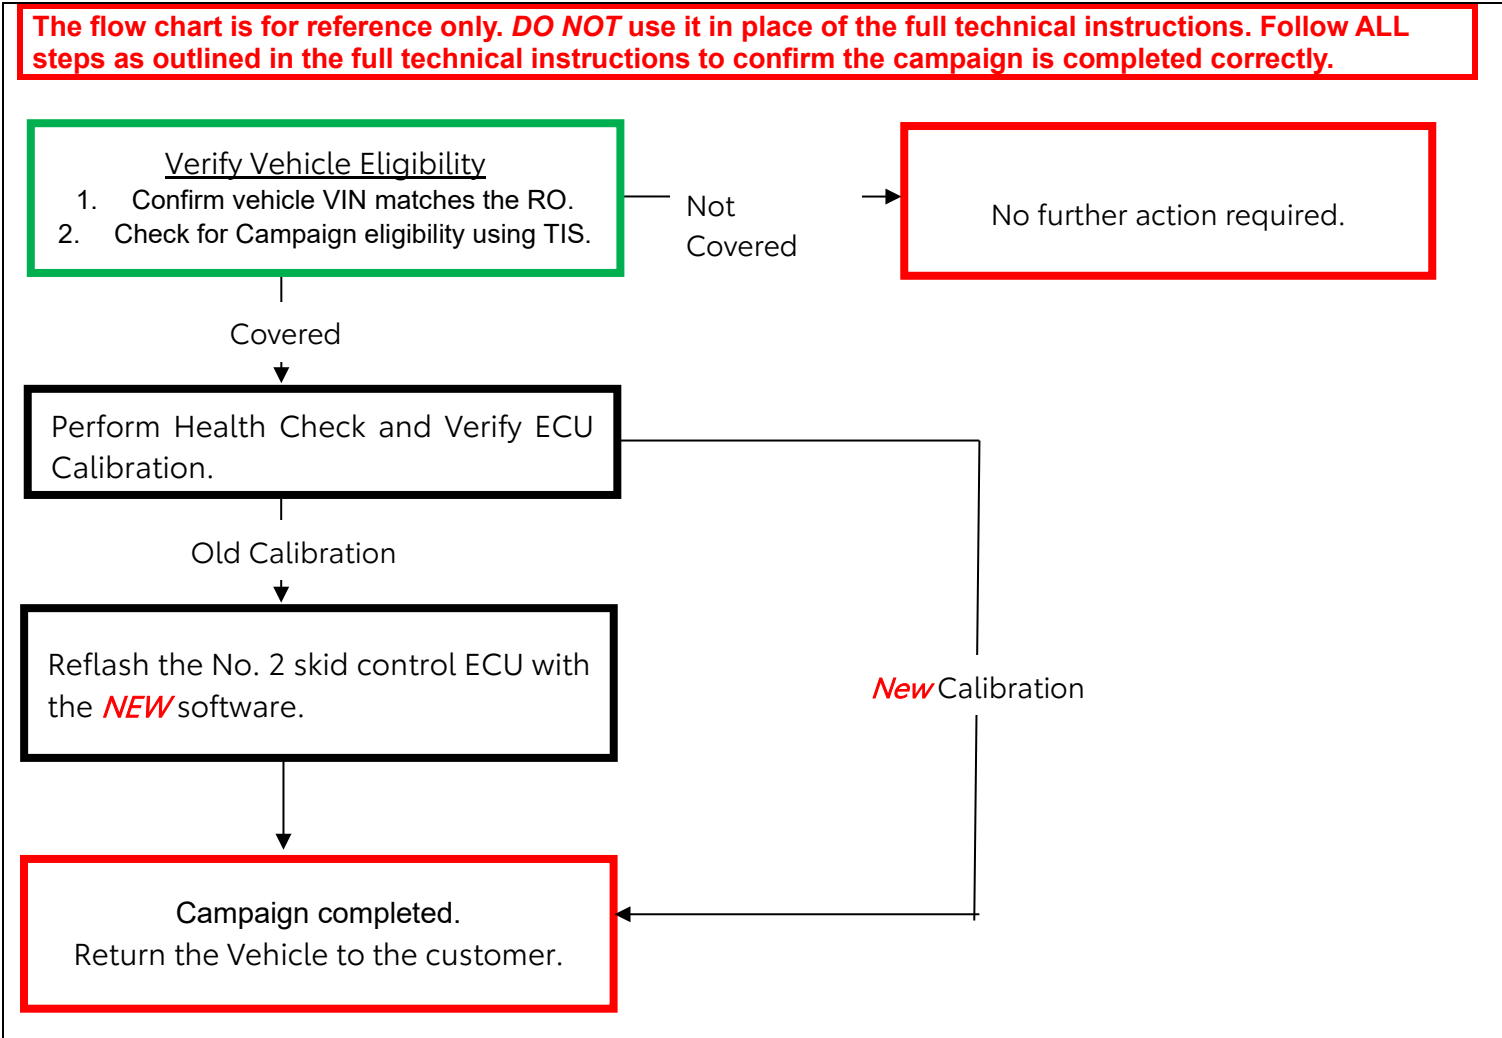 The flow chart is for reference only. DO NOT use it in place of the full technical instructions. Follow ALL
steps as outlined in the full technical instructions to confirm the campaign is completed correctly.
Verify Vehicle Eligibility
1. Confirm vehicle VIN matches the RO.
2. Check for Campaign eligibility using TIS.
Not
Covered
No further action required.
Covered
Perform Health Check and Verify ECU
Calibration.
Old Calibration
Reflash the No. 2 skid control ECU with
the NEW software.
New Calibration
Campaign completed.
Return the Vehicle to the customer.